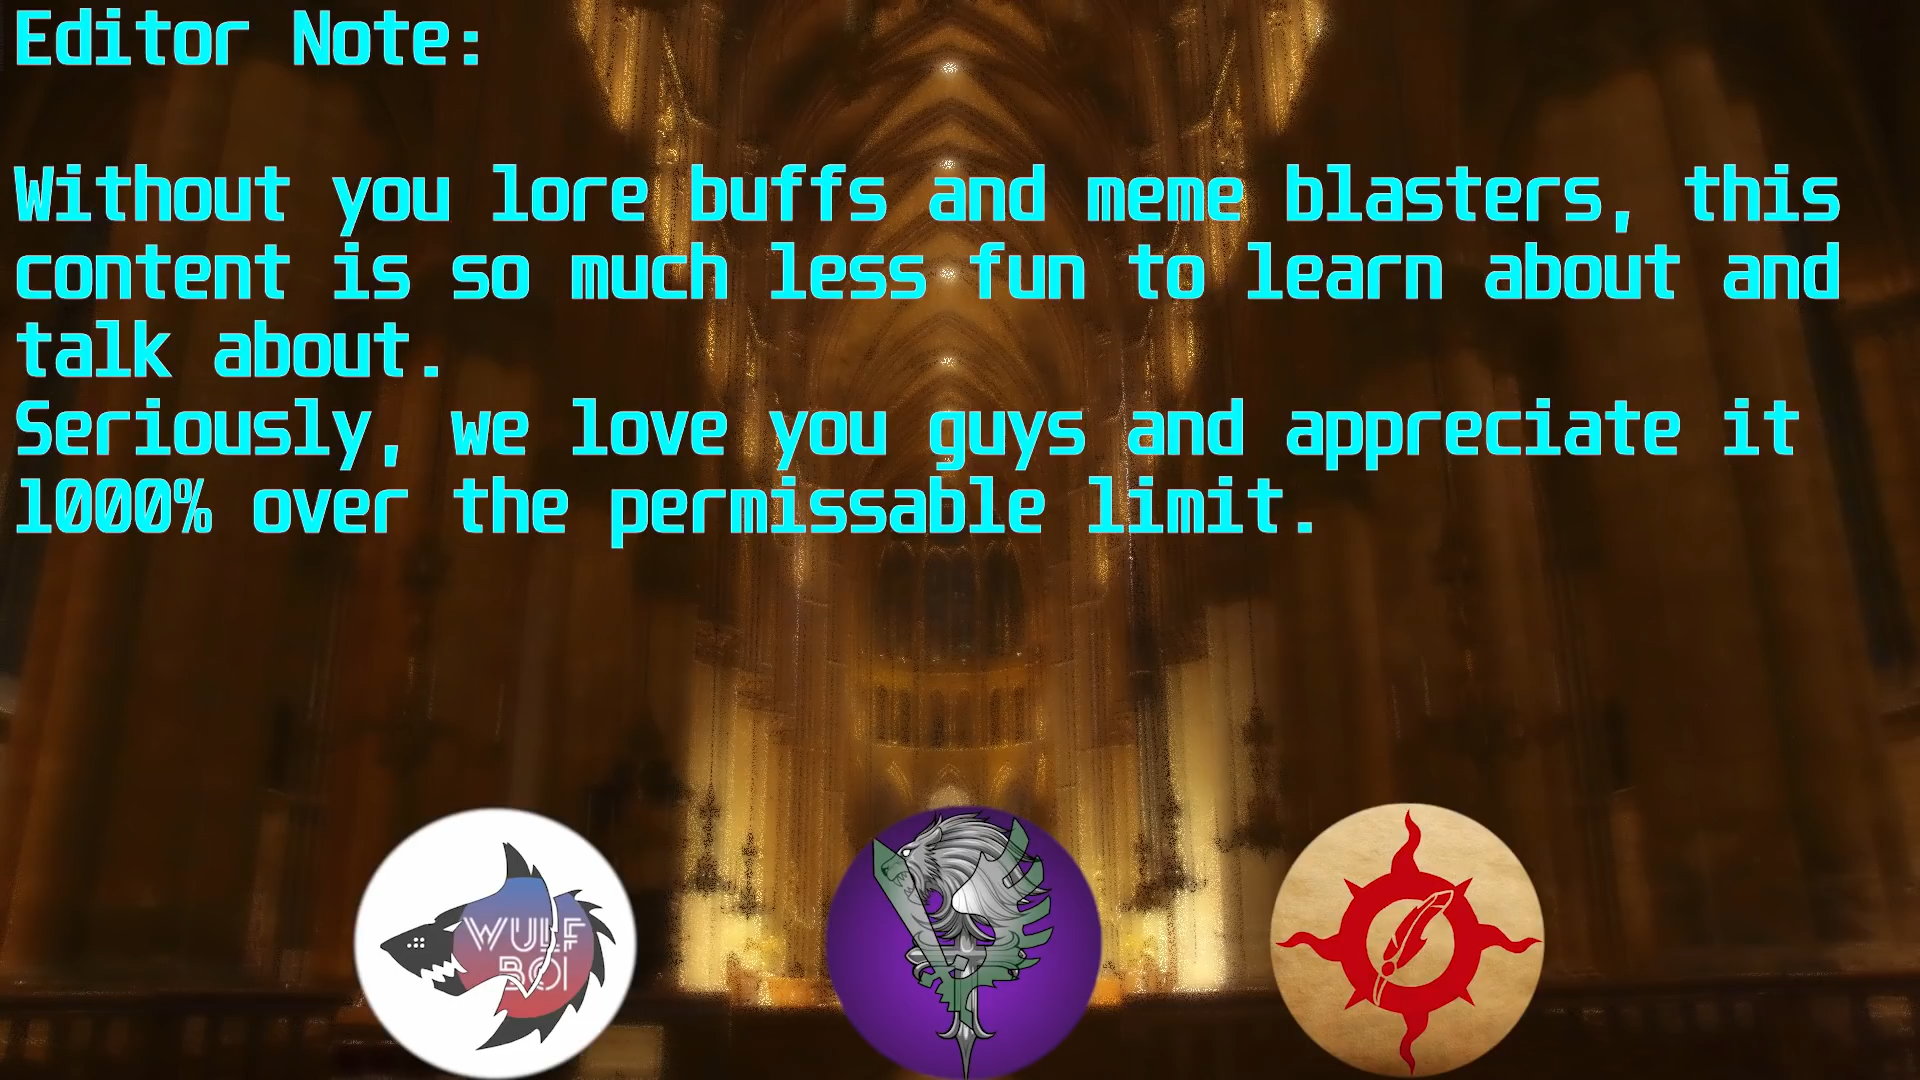 Editor Note:
Without you lore buffs and meme blasters, this
content is so much less fun to learn about and
talk about.
Seriously, we love you guys and appreciate it
1000% over the permissable limit.
WULF
BOI